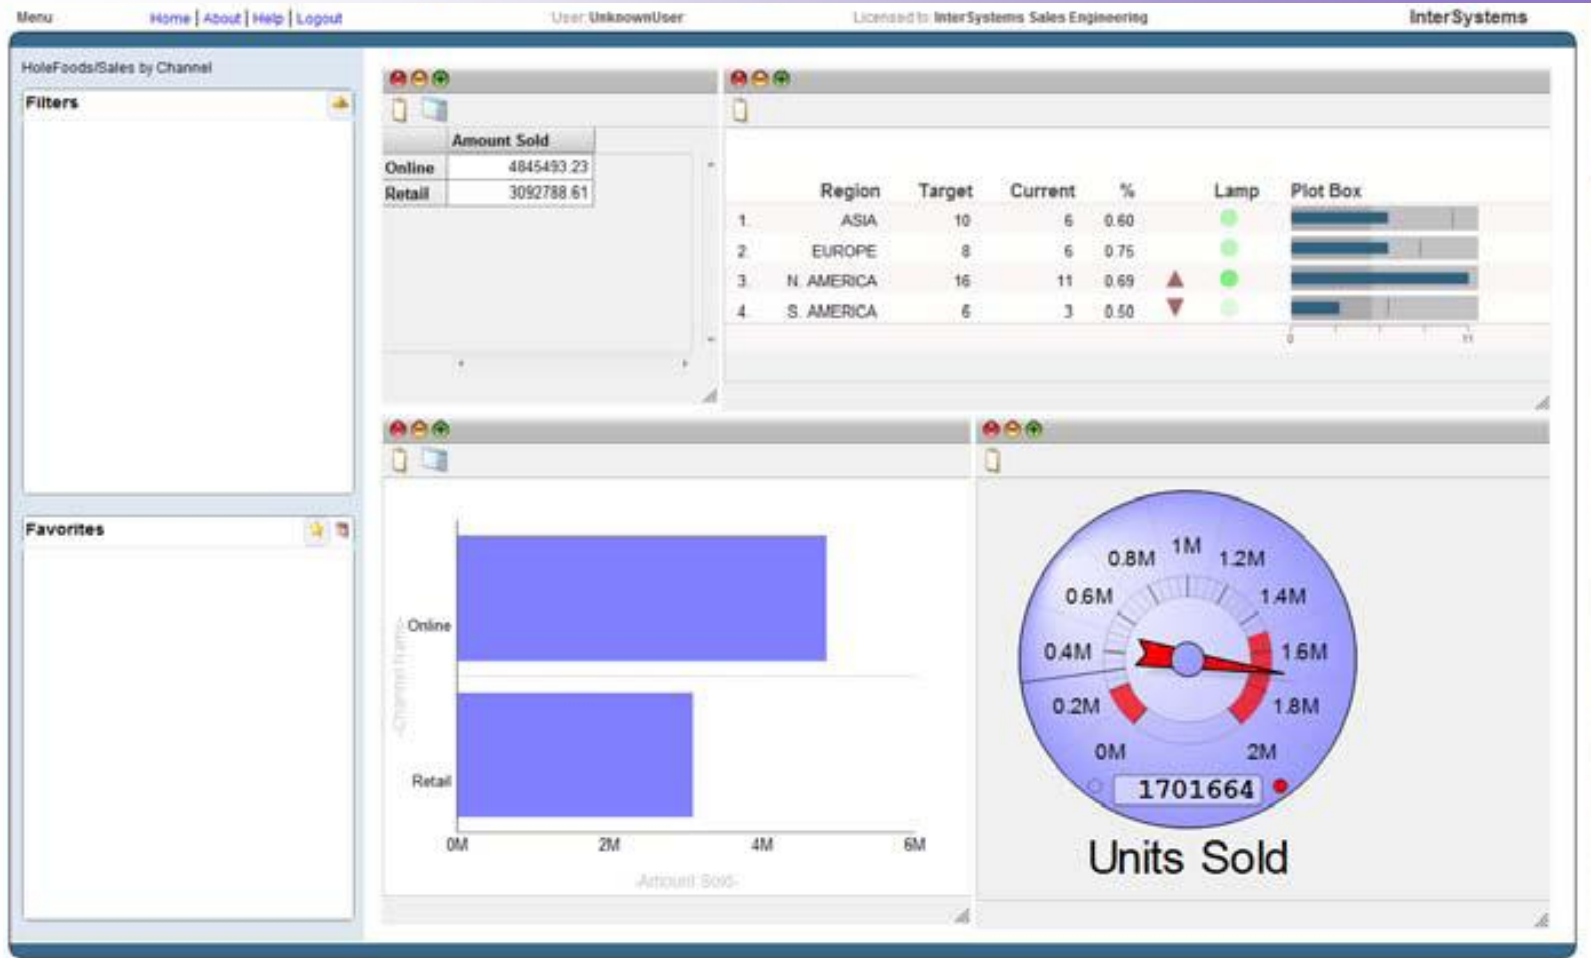 Menu Home | About | Help | Logout User: UnknownUser Licensed to: InterSystems Sales Engineering InterSystems
HoleFoods/Sales by Channel
Filters
Favorites
Amount Sold
Online 4845493.23
Retail 3092788.61
Region Target Current % Lamp Plot Box
1. ASIA 10 6 0.60
2. EUROPE 8 6 0.75
3. N. AMERICA 16 11 0.69
4. S. AMERICA 6 3 0.50
0 11
-Channel Name-
Online
Retail
0M 2M 4M 6M
-Amount Sold-
0M 0.2M 0.4M 0.6M 0.8M 1M 1.2M 1.4M 1.6M 1.8M 2M
1701664
Units Sold